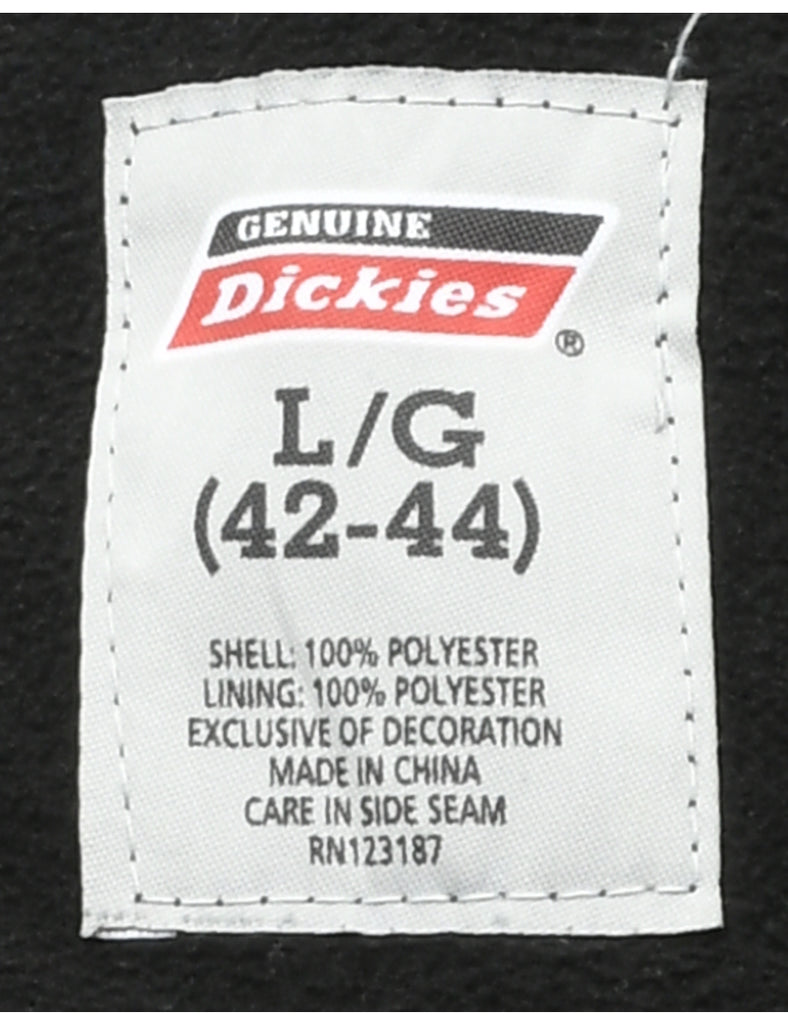 GENUINE
Dickies®
L/G
(42-44)
SHELL: 100% POLYESTER
LINING: 100% POLYESTER
EXCLUSIVE OF DECORATION
MADE IN CHINA
CARE IN SIDE SEAM
RN123187